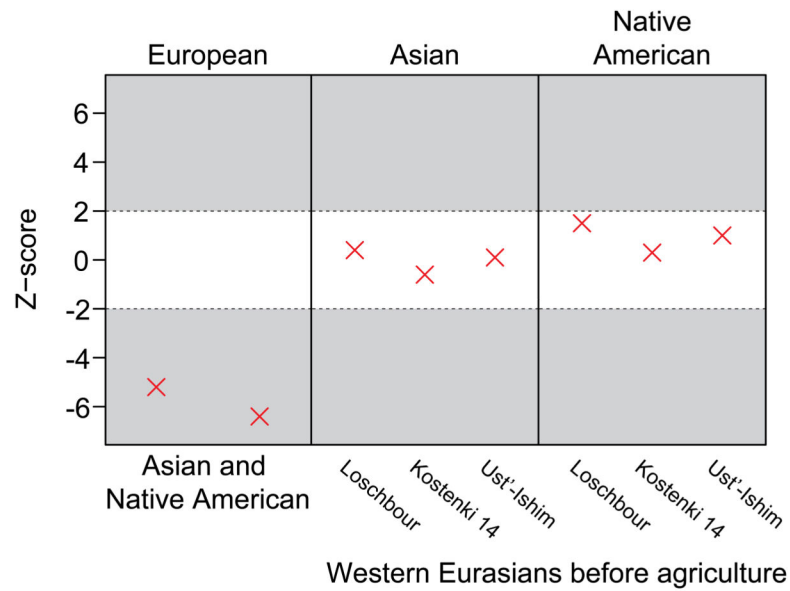 Native
European
Asian
American
6
4
2
0
-2
-4
-6
Z−score
Asian and
Native American
Loschbour
Kostenki 14
Ust'-Ishim
Loschbour
Kostenki 14
Ust'-Ishim
Western Eurasians before agriculture